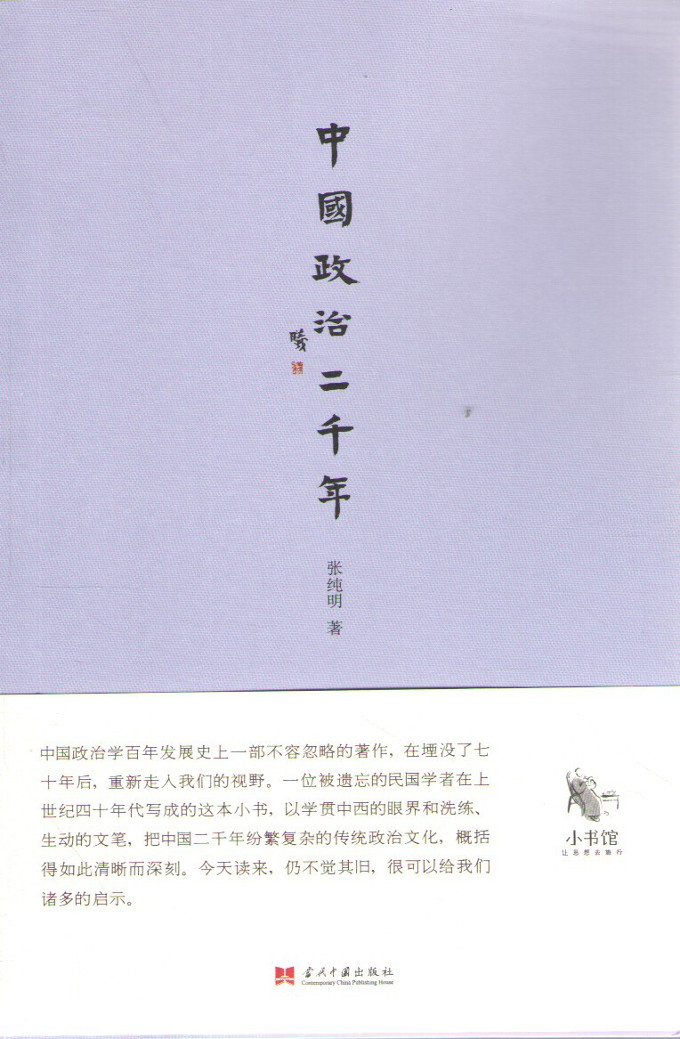 中國政治二千年
张纯明 著
中国政治学百年发展史上一部不容忽略的著作，在堙没了七
十年后，重新走入我们的视野。一位被遗忘的民国学者在上
世纪四十年代写成的这本小书，以学贯中西的眼界和洗练、
生动的文笔，把中国二千年纷繁复杂的传统政治文化，概括
得如此清晰而深刻。今天读来，仍不觉其旧，很可以给我们
诸多的启示。
小书馆
让思想去旅行
当代中国出版社
Contemporary China Publishing House